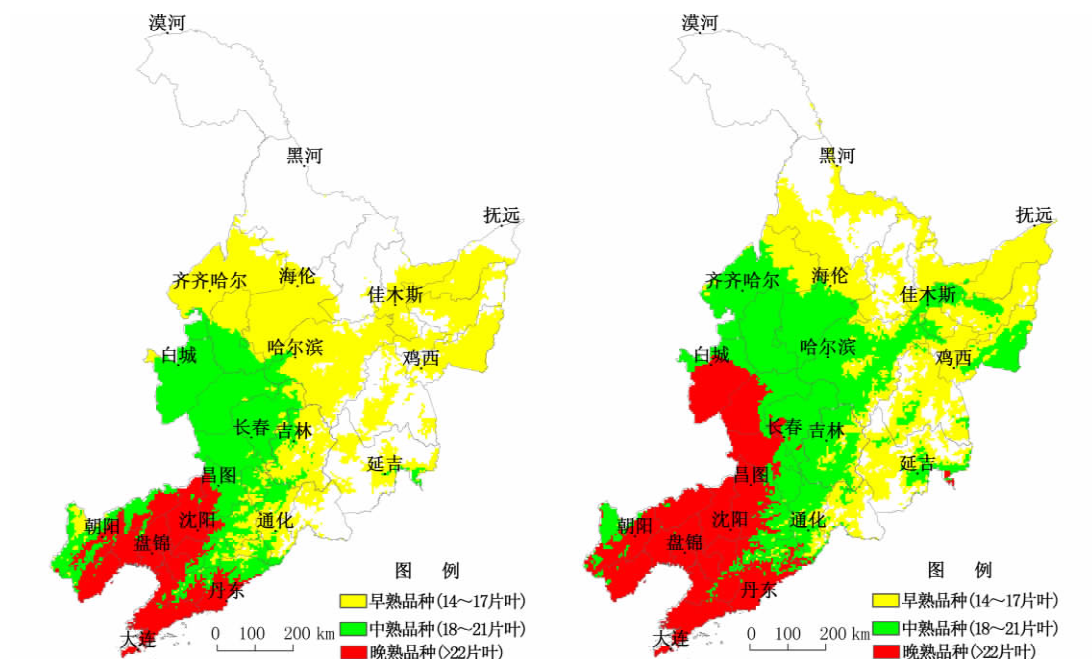 漠河
黑河
抚远
齐齐哈尔
海伦
佳木斯
白城
哈尔滨
鸡西
长春
吉林
延吉
昌图
朝阳
沈阳
通化
盘锦
丹东
大连
图 例
早熟品种(14～17片叶)
中熟品种(18～21片叶)
晚熟品种(>22片叶)
0 100 200 km
漠河
黑河
抚远
齐齐哈尔
海伦
佳木斯
白城
哈尔滨
鸡西
长春
吉林
延吉
昌图
朝阳
沈阳
通化
盘锦
丹东
大连
图 例
早熟品种(14～17片叶)
中熟品种(18～21片叶)
晚熟品种(>22片叶)
0 100 200 km